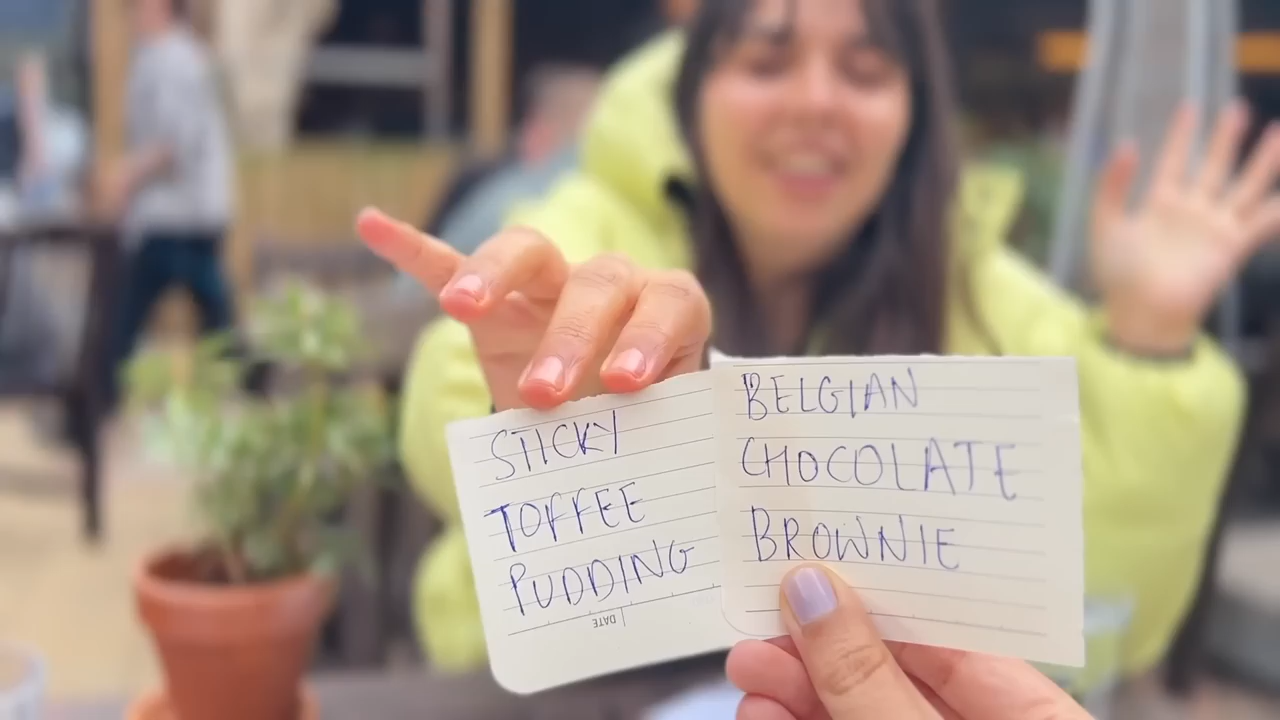 STICKY
TOFFEE
PUDDING
DATE
BELGIAN
CHOCOLATE
BROWNIE